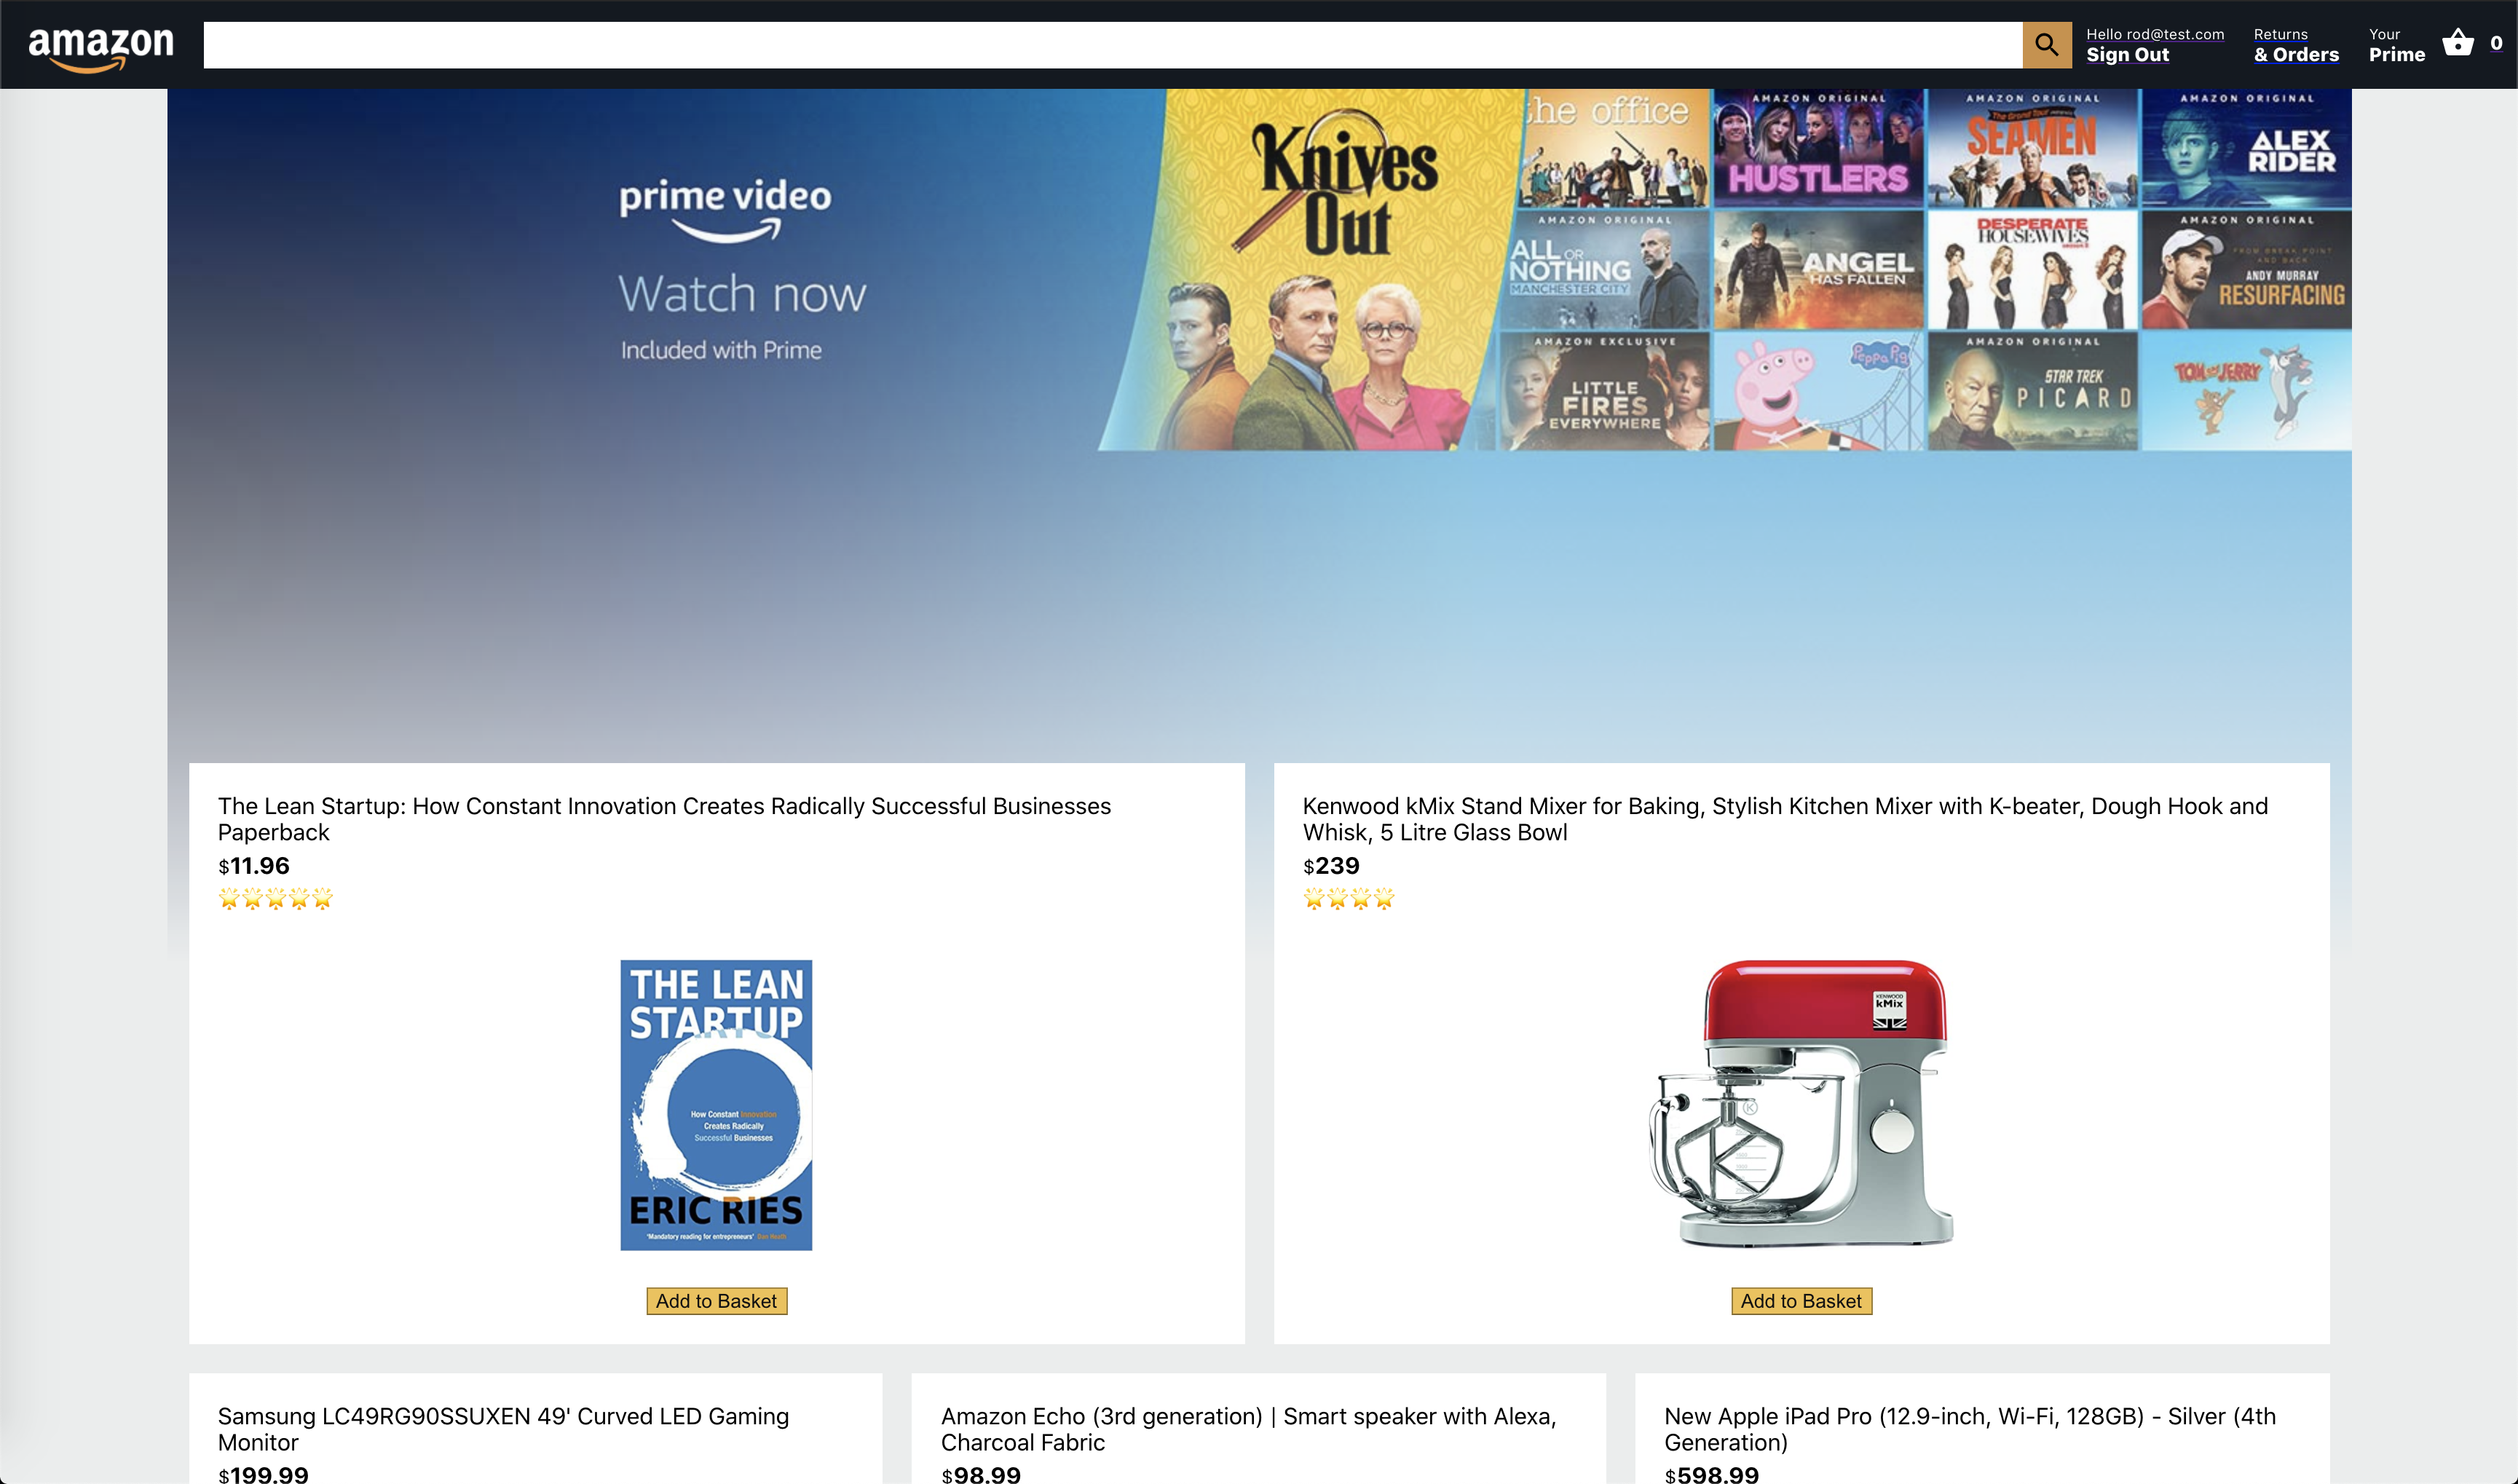 amazon
Hello rod@test.com
Sign Out
Returns
& Orders
Your
Prime
0
prime video
Watch now
Included with Prime
Knives
Out
the office
AMAZON ORIGINAL
HUSTLERS
AMAZON ORIGINAL
The Grand Tour
SEAMEN
AMAZON ORIGINAL
ALEX
RIDER
AMAZON ORIGINAL
ALL OR
NOTHING
MANCHESTER CITY
ANGEL
HAS FALLEN
DESPERATE
HOUSEWIVES
AMAZON ORIGINAL
FROM BREAK POINT
AND BACK
ANDY MURRAY
RESURFACING
AMAZON EXCLUSIVE
LITTLE
FIRES
EVERYWHERE
Peppa Pig
AMAZON ORIGINAL
STAR TREK
PICARD
TOM and JERRY
The Lean Startup: How Constant Innovation Creates Radically Successful Businesses
Paperback
$11.96
THE LEAN
STARTUP
How Constant Innovation
Creates Radically
Successful Businesses
ERIC RIES
'Mandatory reading for entrepreneurs' Dan Heath
Add to Basket
Kenwood kMix Stand Mixer for Baking, Stylish Kitchen Mixer with K-beater, Dough Hook and
Whisk, 5 Litre Glass Bowl
$239
KENWOOD
kMix
K
Add to Basket
Samsung LC49RG90SSUXEN 49' Curved LED Gaming
Monitor
$199.99
Amazon Echo (3rd generation) | Smart speaker with Alexa,
Charcoal Fabric
$98.99
New Apple iPad Pro (12.9-inch, Wi-Fi, 128GB) - Silver (4th
Generation)
$598.99